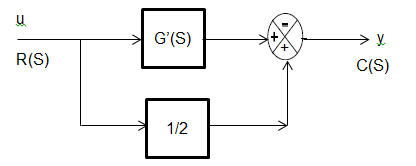 u
R(S)
G'(S)
-
+
+
y
C(S)
1/2